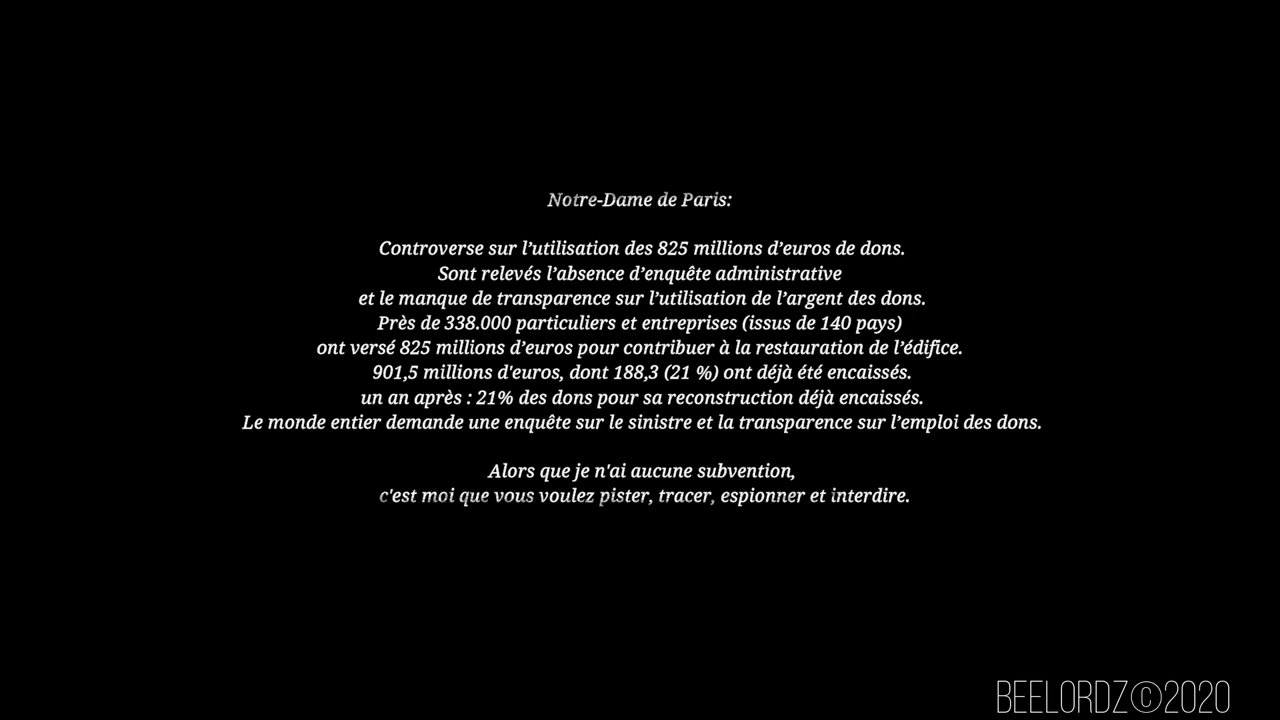 Notre-Dame de Paris:
Controverse sur l’utilisation des 825 millions d’euros de dons.
Sont relevés l’absence d’enquête administrative
et le manque de transparence sur l’utilisation de l’argent des dons.
Près de 338.000 particuliers et entreprises (issus de 140 pays)
ont versé 825 millions d’euros pour contribuer à la restauration de l’édifice.
901,5 millions d'euros, dont 188,3 (21 %) ont déjà été encaissés.
un an après : 21% des dons pour sa reconstruction déjà encaissés.
Le monde entier demande une enquête sur le sinistre et la transparence sur l’emploi des dons.
Alors que je n'ai aucune subvention,
c'est moi que vous voulez pister, tracer, espionner et interdire.
BEELORDZ©2020